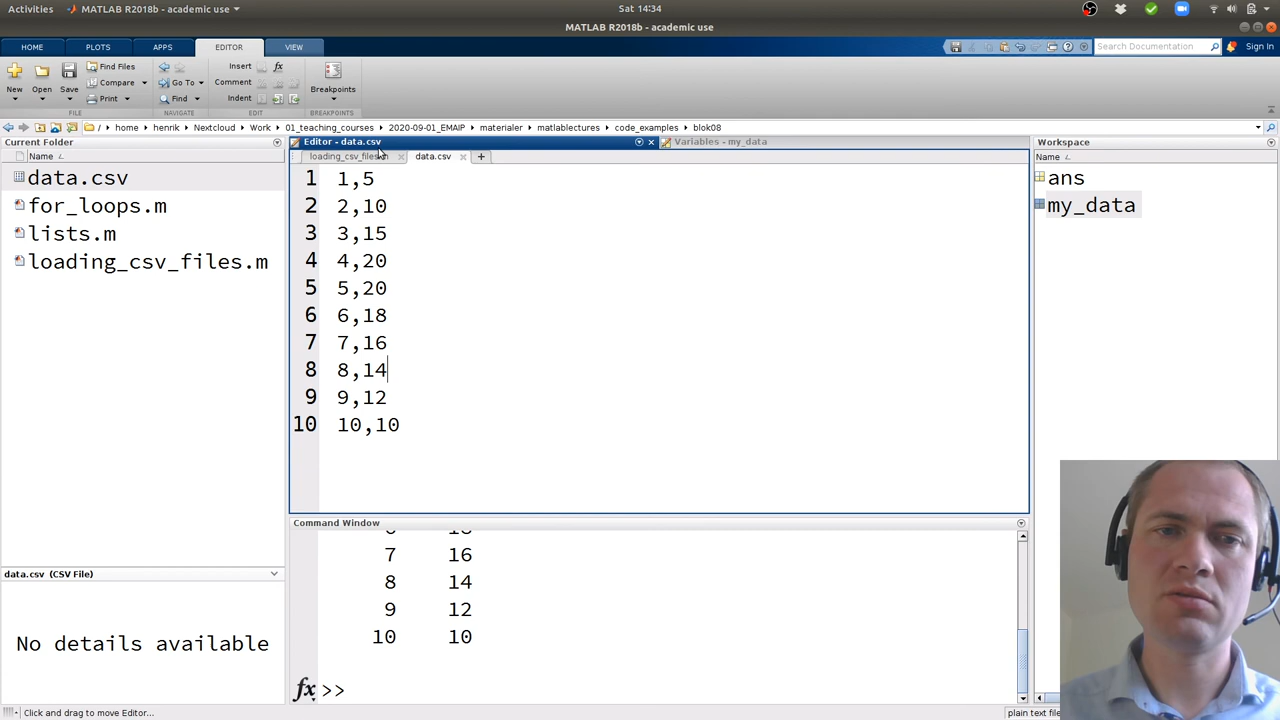 Activities MATLAB R2018b - academic use Sat 14:34
MATLAB R2018b - academic use
HOME PLOTS APPS EDITOR VIEW Search Documentation Sign In
New Open Save Find Files Compare Print Go To Find Insert fx Comment Indent Breakpoints
FILE NAVIGATE EDIT BREAKPOINTS
/ home henrik Nextcloud Work 01_teaching_courses 2020-09-01_EMAIP materialer matlablectures code_examples blok08
Current Folder
Name
data.csv
for_loops.m
lists.m
loading_csv_files.m
data.csv (CSV File)
No details available
Editor - data.csv Variables - my_data
data.csv +
1 1,5
2 2,10
3 3,15
4 4,20
5 5,20
6 6,18
7 7,16
8 8,14
9 9,12
10 10,10
Command Window
7 16
8 14
9 12
10 10
fx >>
Workspace
Name
ans
my_data
Click and drag to move Editor...
plain text file